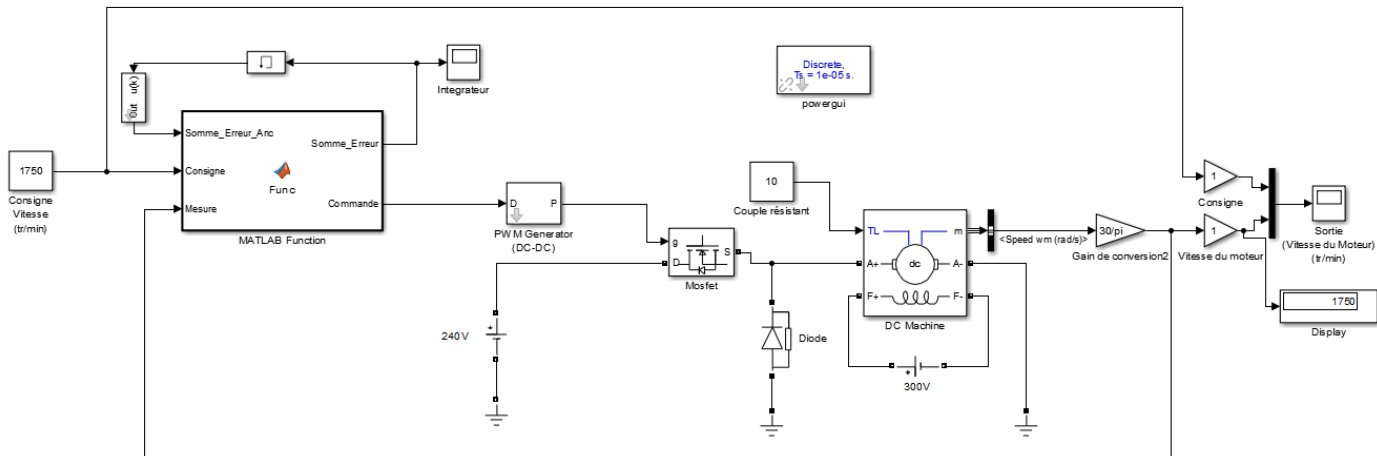 Out u(k)
Integrateur
Discrete,
Ts = 1e-05 s.
powergui
Somme_Erreur_Anc
Somme_Erreur
1750
Consigne
Func
Mesure
Commande
MATLAB Function
Consigne
Vitesse
(tr/min)
D P
PWM Generator
(DC-DC)
10
Couple résistant
g
D
S
Mosfet
TL
m
dc
A+
A-
F+
F-
DC Machine
<Speed wm (rad/s)>
30/pi
Gain de conversion2
1
Consigne
1
Vitesse du moteur
Sortie
(Vitesse du Moteur)
(tr/min)
1750
Display
240V
+
Diode
+
300V